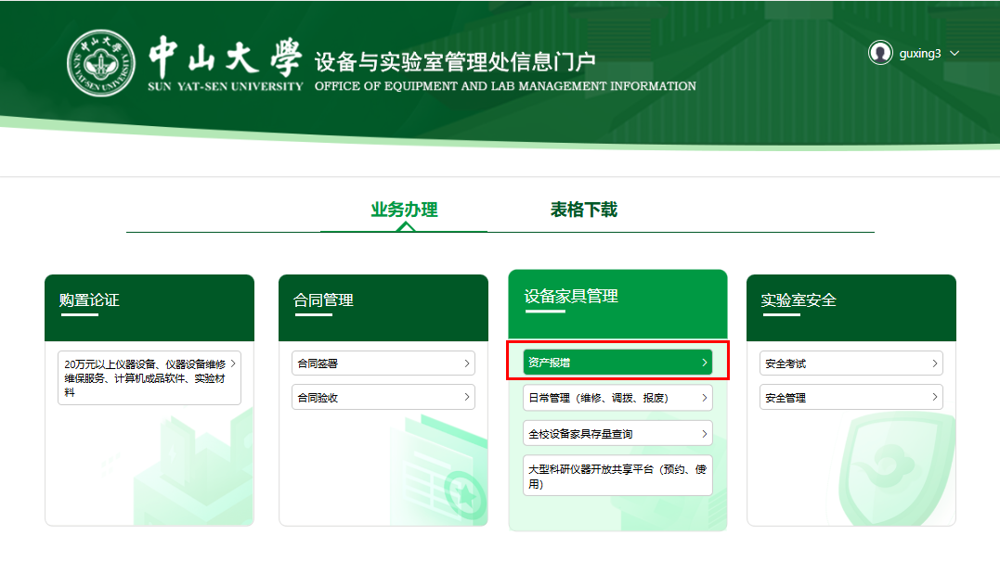 中山大學
SUN YAT-SEN UNIVERSITY
设备与实验室管理处信息门户
OFFICE OF EQUIPMENT AND LAB MANAGEMENT INFORMATION
guxing3
业务办理
表格下载
购置论证
20万元以上仪器设备、仪器设备维修
维保服务、计算机成品软件、实验材
料
合同管理
合同签署
合同验收
设备家具管理
资产报增
日常管理（维修、调拨、报废）
全校设备家具存量查询
大型科研仪器开放共享平台（预约、使
用）
实验室安全
安全考试
安全管理